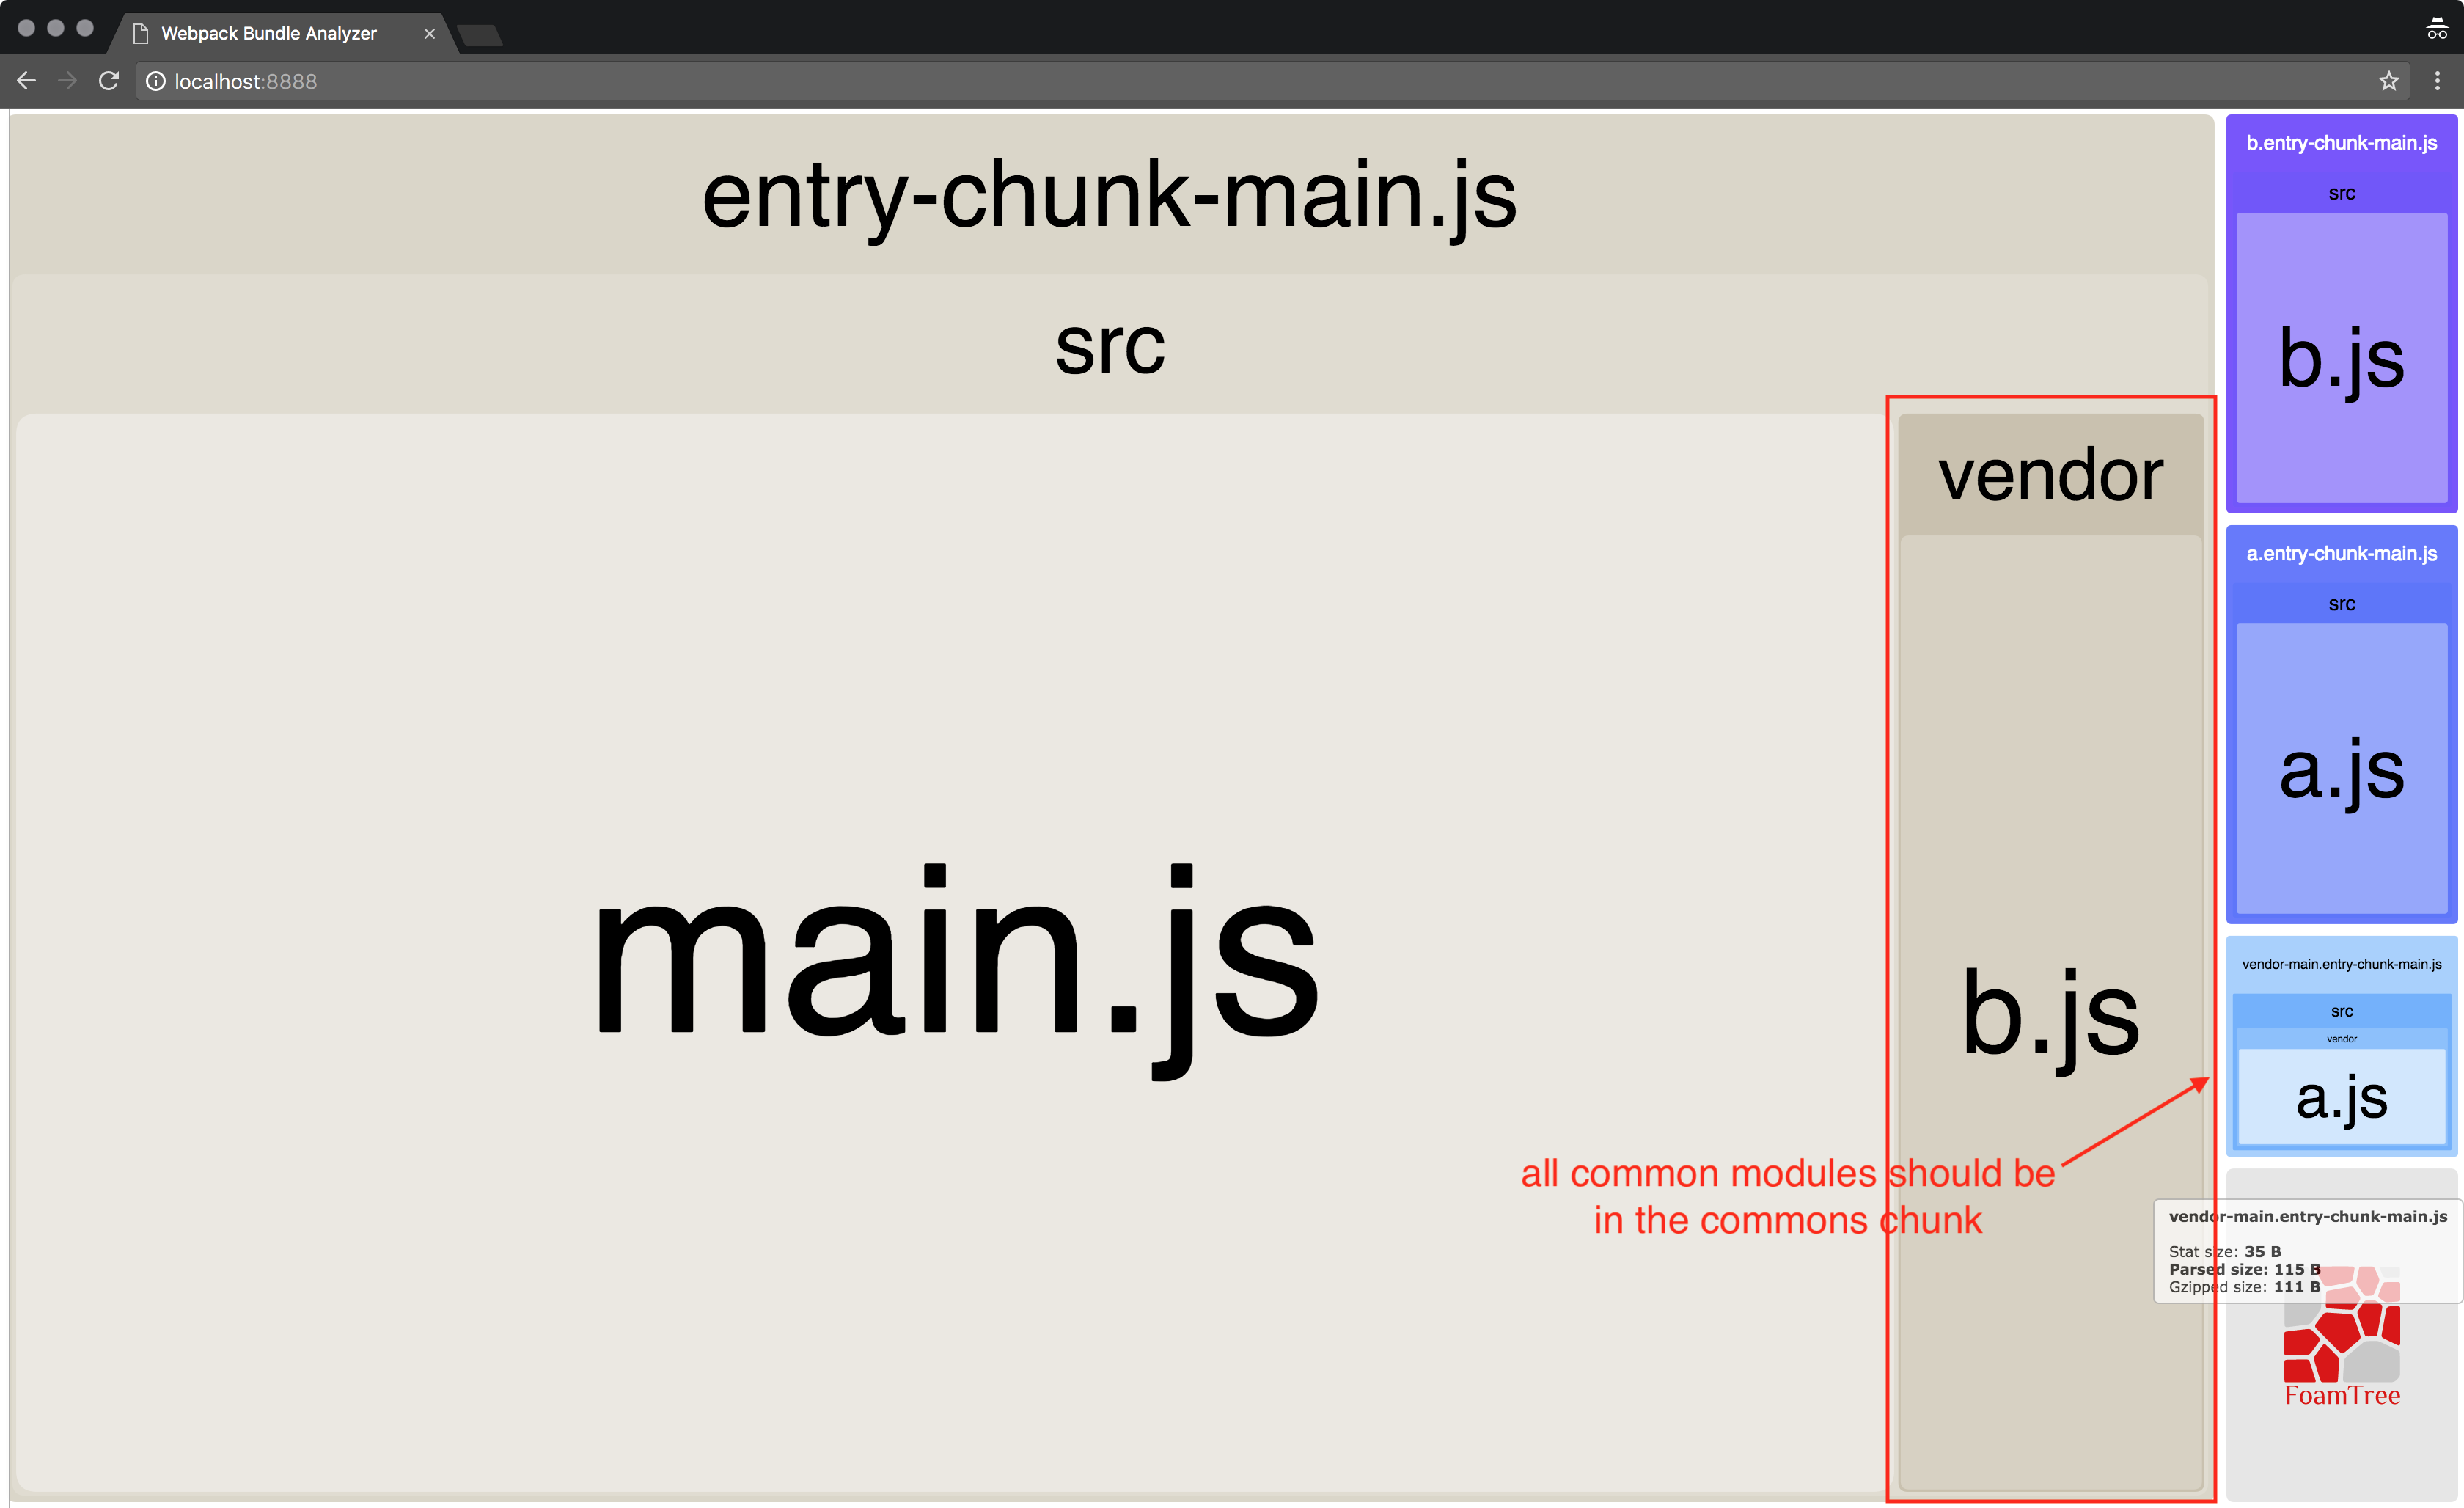 Webpack Bundle Analyzer
localhost:8888
entry-chunk-main.js
src
main.js
vendor
b.js
all common modules should be
in the commons chunk
b.entry-chunk-main.js
src
b.js
a.entry-chunk-main.js
src
a.js
vendor-main.entry-chunk-main.js
src
vendor
a.js
vendor-main.entry-chunk-main.js
Stat size: 35 B
Parsed size: 115 B
Gzipped size: 111 B
FoamTree